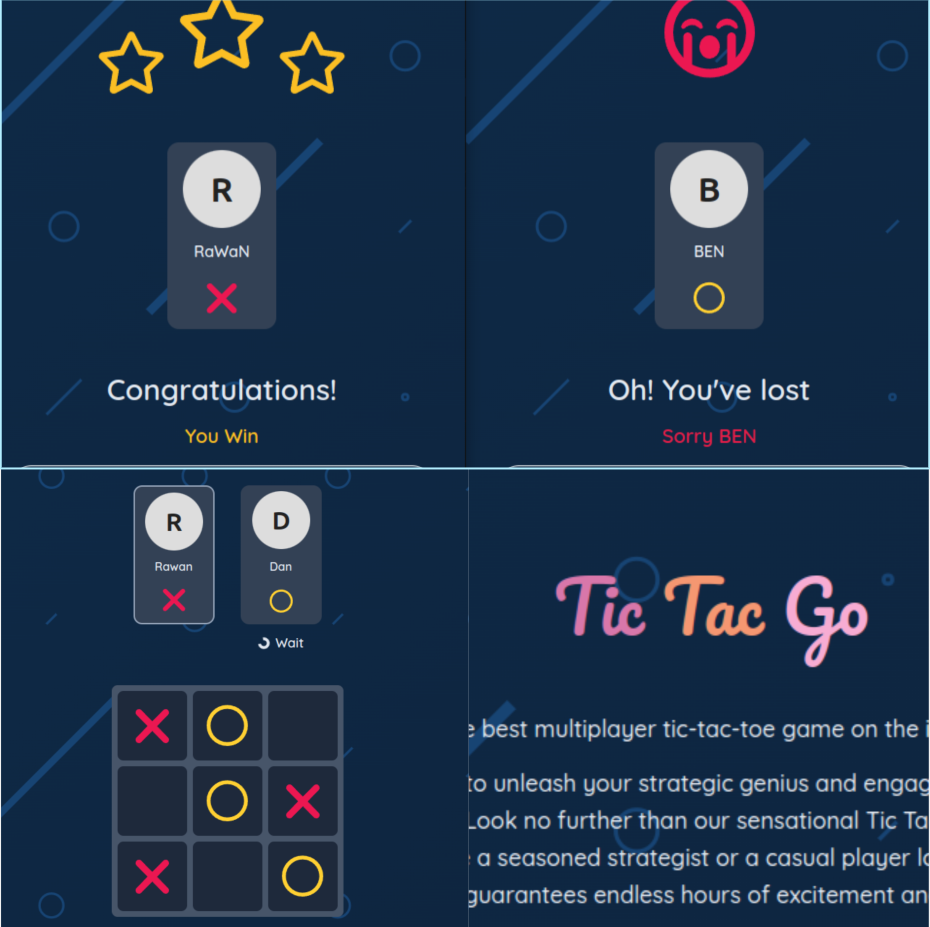 R
RaWaN
Congratulations!
You Win
B
BEN
Oh! You've lost
Sorry BEN
R
Rawan
D
Dan
Wait
Tic Tac Go
best multiplayer tic-tac-toe game on the
to unleash your strategic genius and engag
Look no further than our sensational Tic Ta
a seasoned strategist or a casual player lo
guarantees endless hours of excitement an